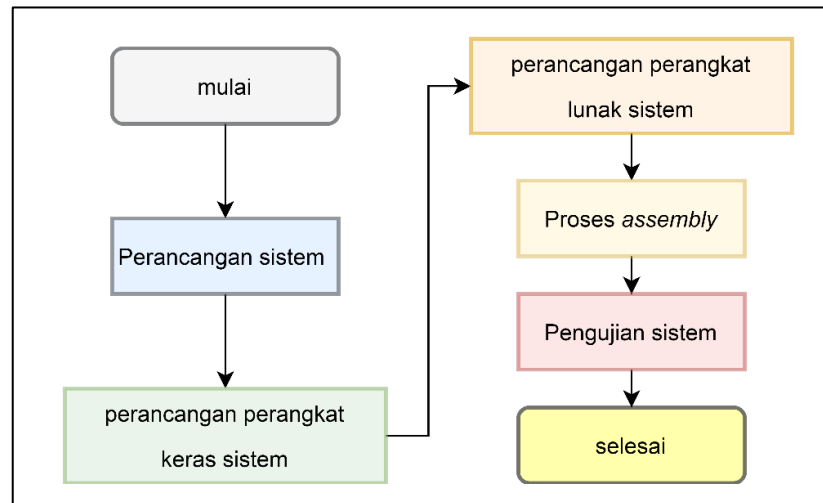 mulai
Perancangan sistem
perancangan perangkat
keras sistem
perancangan perangkat
lunak sistem
Proses assembly
Pengujian sistem
selesai